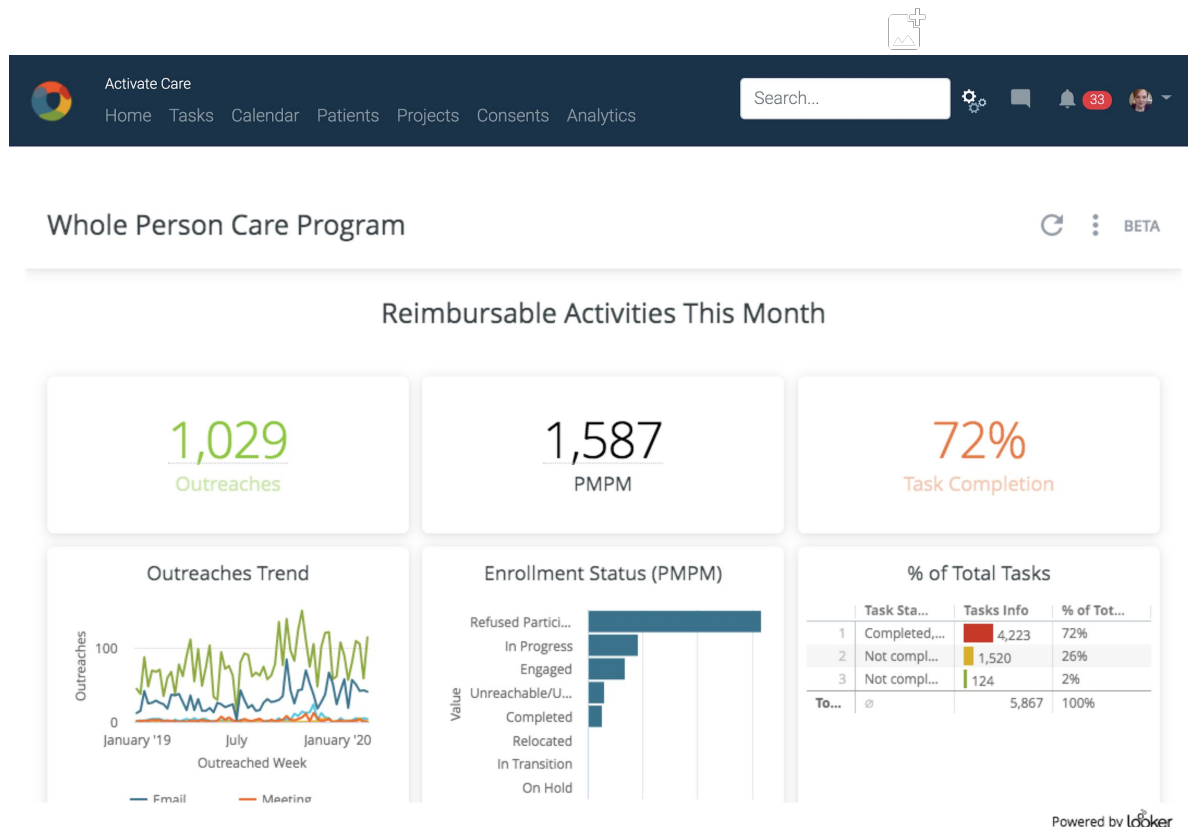 Activate Care
Home Tasks Calendar Patients Projects Consents Analytics
Search...
33
Whole Person Care Program
BETA
Reimbursable Activities This Month
1,029
Outreaches
1,587
PMPM
72%
Task Completion
Outreaches Trend
Outreaches
100
0
January '19 July January '20
Outreached Week
Email Meeting
Enrollment Status (PMPM)
Value
Refused Partici...
In Progress
Engaged
Unreachable/U...
Completed
Relocated
In Transition
On Hold
% of Total Tasks
Task Sta... Tasks Info % of Tot...
1 Completed,... 4,223 72%
2 Not compl... 1,520 26%
3 Not compl... 124 2%
To... ∅ 5,867 100%
Powered by looker